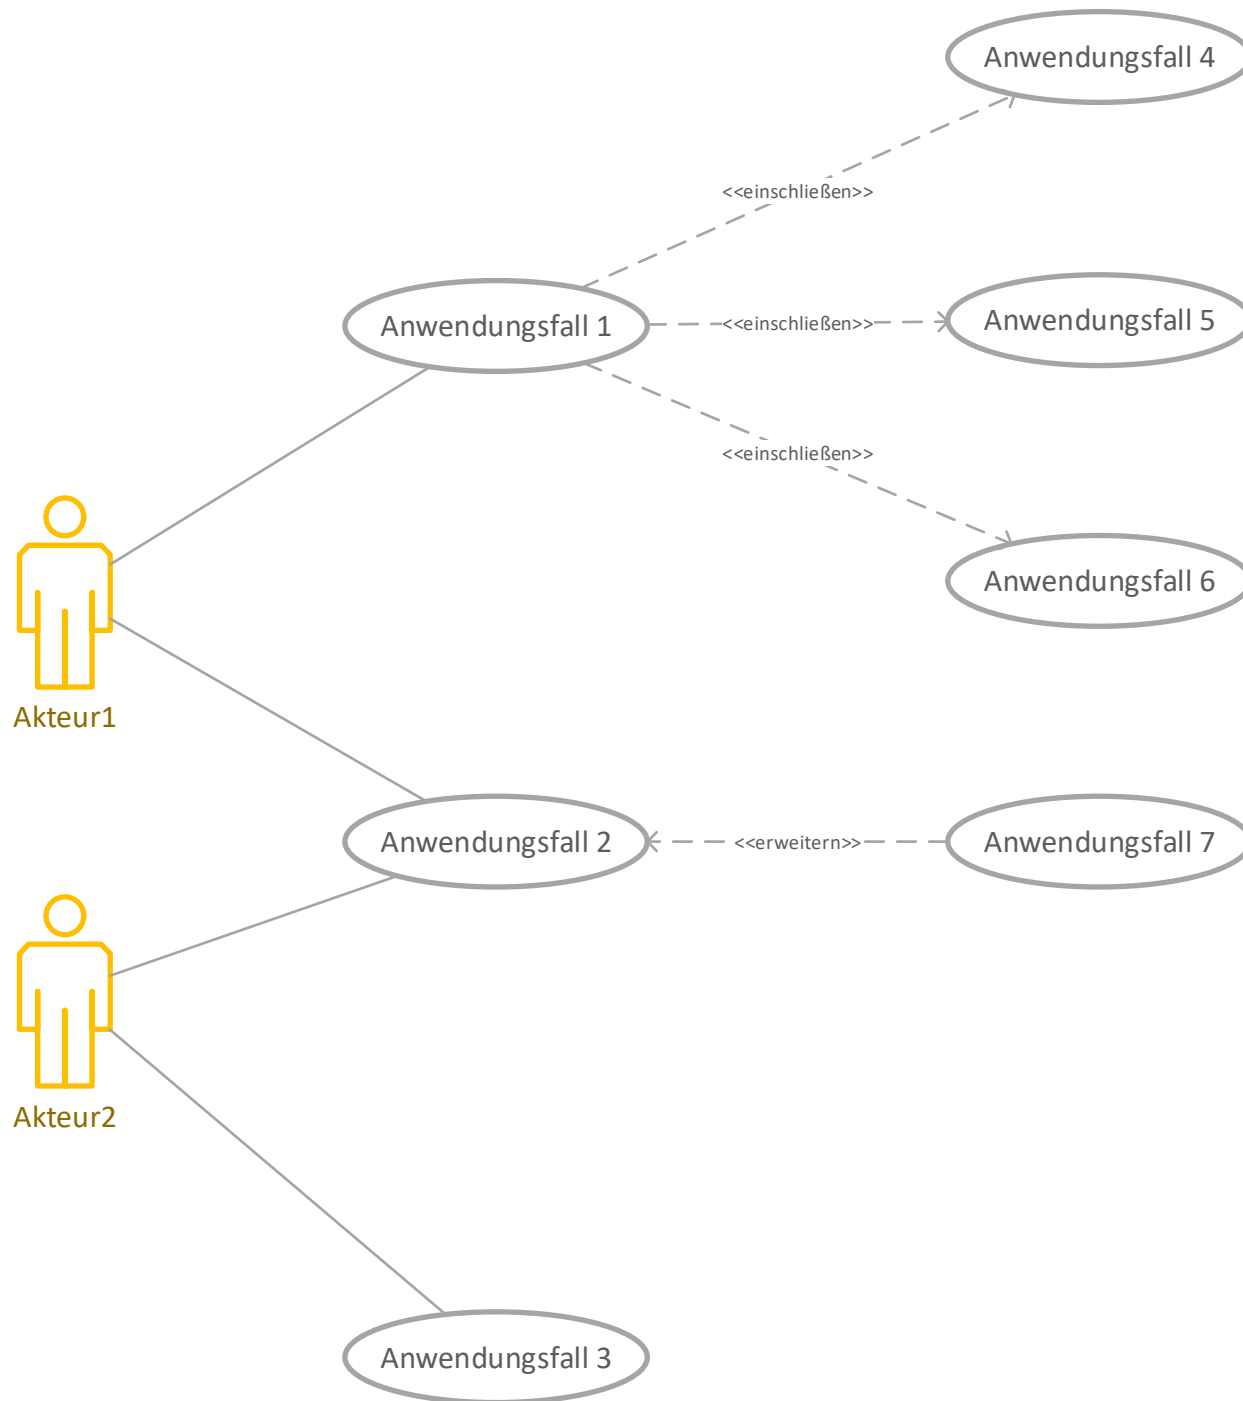 Anwendungsfall 4
<<einschließen>>
Anwendungsfall 1
<<einschließen>>
Anwendungsfall 5
<<einschließen>>
Anwendungsfall 6
Akteur1
Anwendungsfall 2
<<erweitern>>
Anwendungsfall 7
Akteur2
Anwendungsfall 3